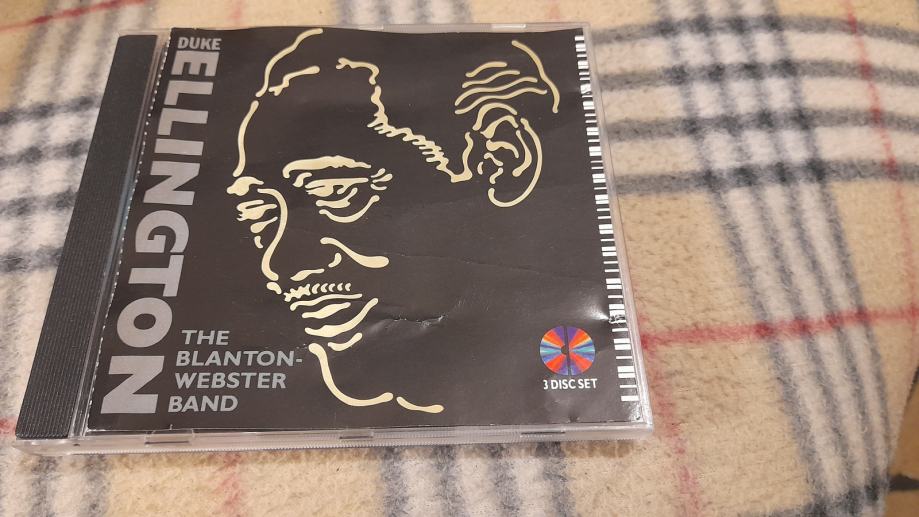 DUKE
ELLINGTON
THE
BLANTON-
WEBSTER
BAND
3 DISC SET